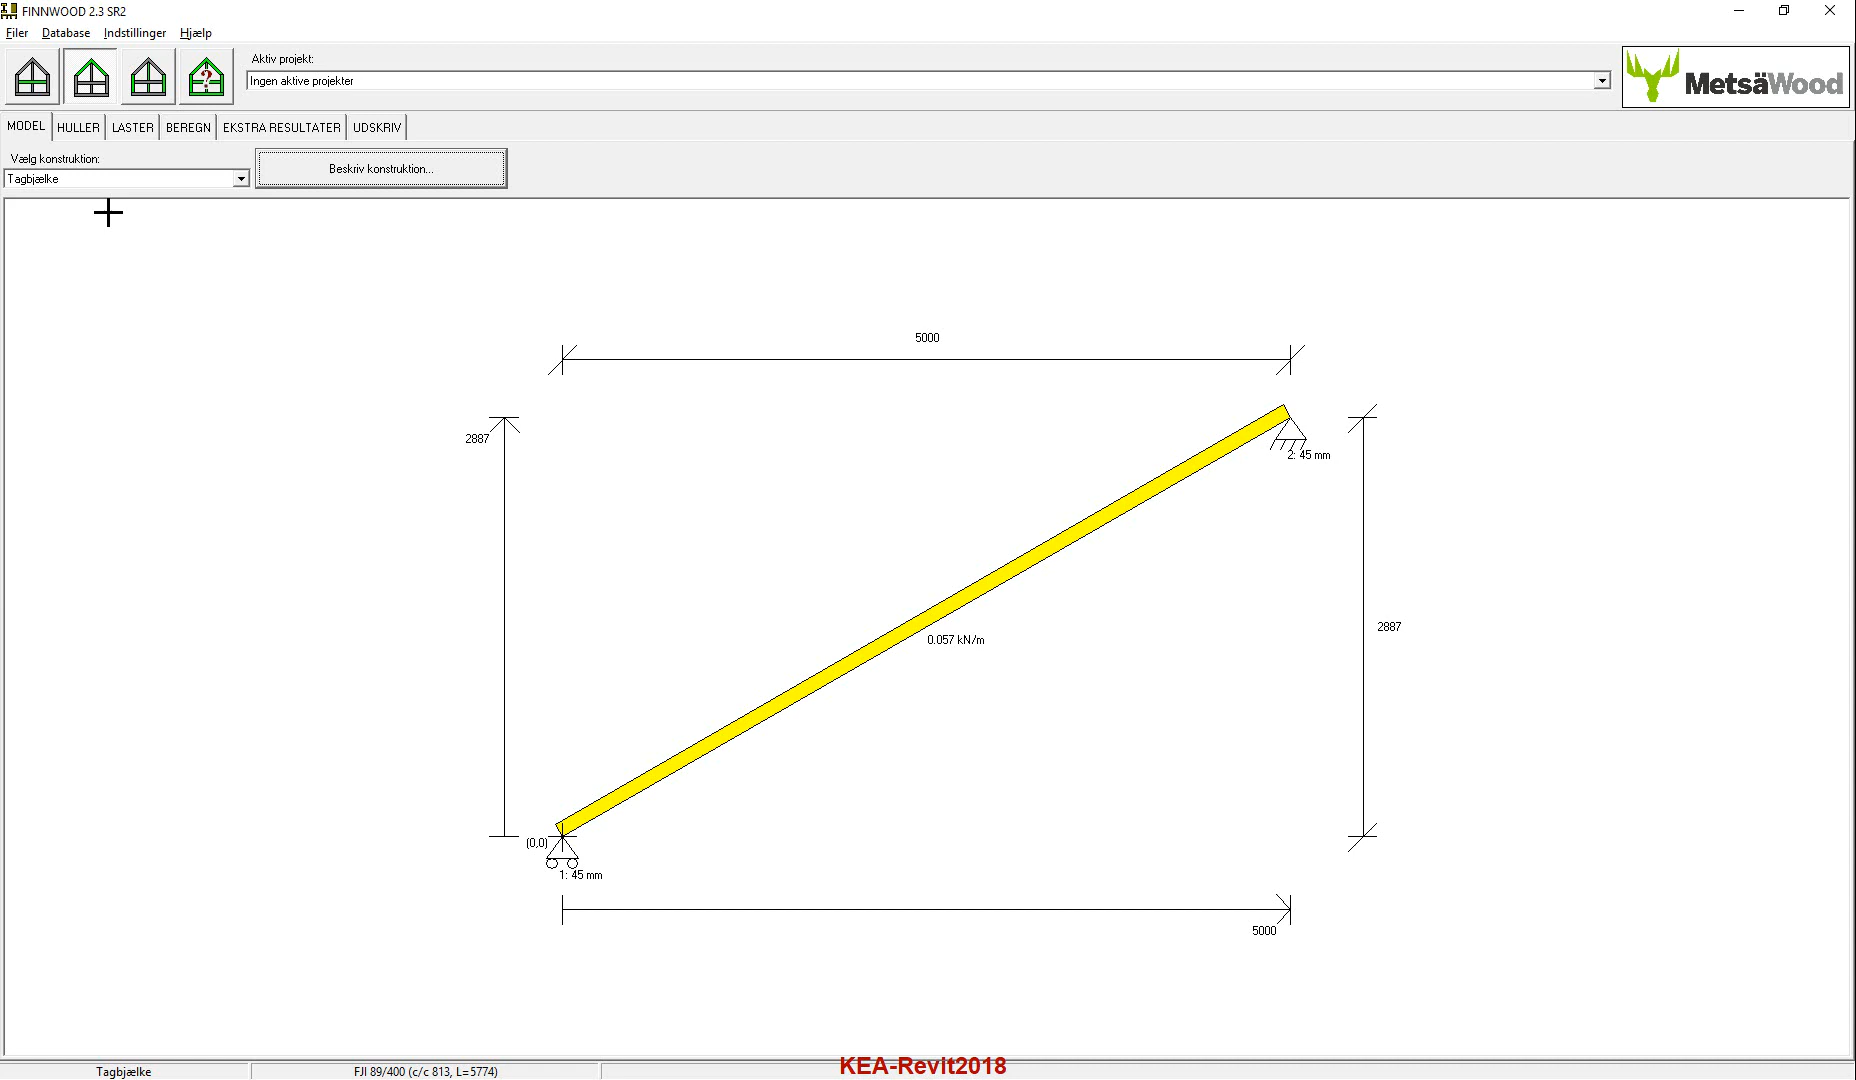 FINNWOOD 2.3 SR2
Filer Database Indstillinger Hjælp
Aktiv projekt:
Ingen aktive projekter
MetsäWood
MODEL HULLER LASTER BEREGN EKSTRA RESULTATER UDSKRIV
Vælg konstruktion:
Tagbjælke
Beskriv konstruktion...
5000
2887
2: 45 mm
2887
0.057 kN/m
(0,0)
1: 45 mm
5000
KEA-Revit2018
Tagbjælke FJI 89/400 (c/c 813, L=5774)